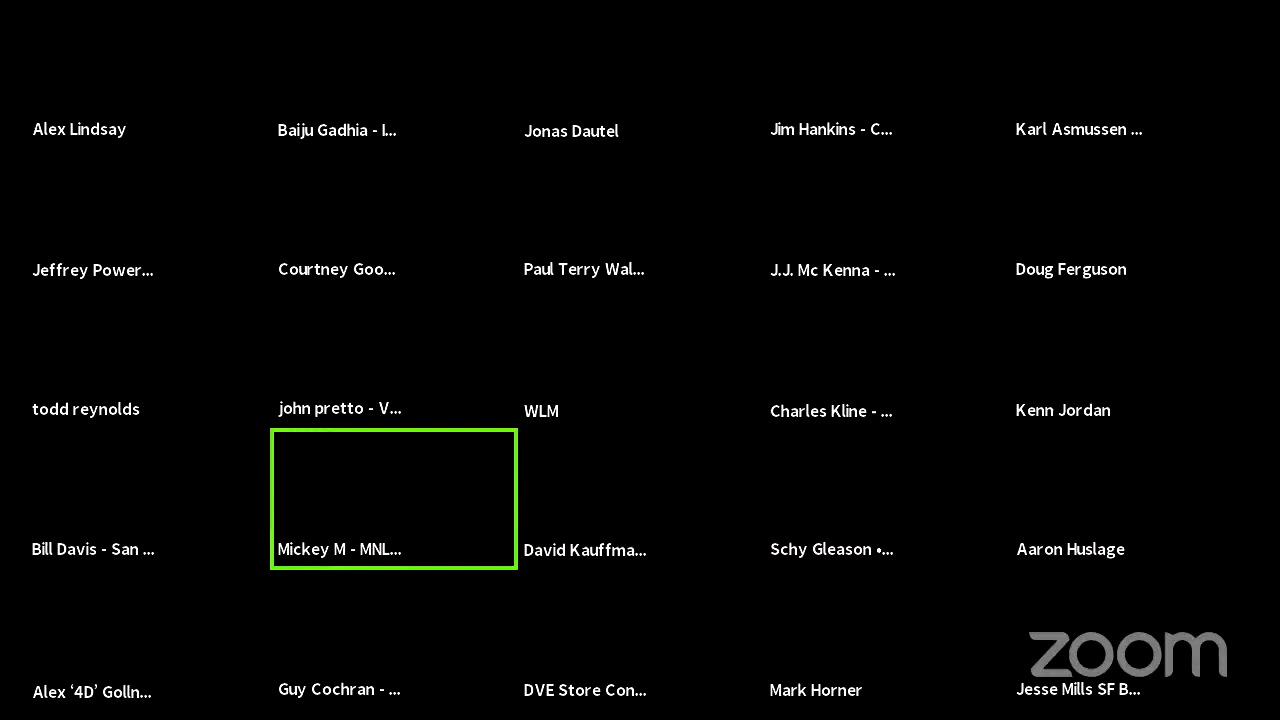 Alex Lindsay
Baiju Gadhia - I...
Jonas Dautel
Jim Hankins - C...
Karl Asmussen ...
Jeffrey Power...
Courtney Goo...
Paul Terry Wal...
J.J. Mc Kenna - ...
Doug Ferguson
todd reynolds
john pretto - V...
WLM
Charles Kline - ...
Kenn Jordan
Bill Davis - San ...
Mickey M - MNL...
David Kauffma...
Schy Gleason •...
Aaron Huslage
zoom
Alex ‘4D’ Golln...
Guy Cochran - ...
DVE Store Con...
Mark Horner
Jesse Mills SF B...